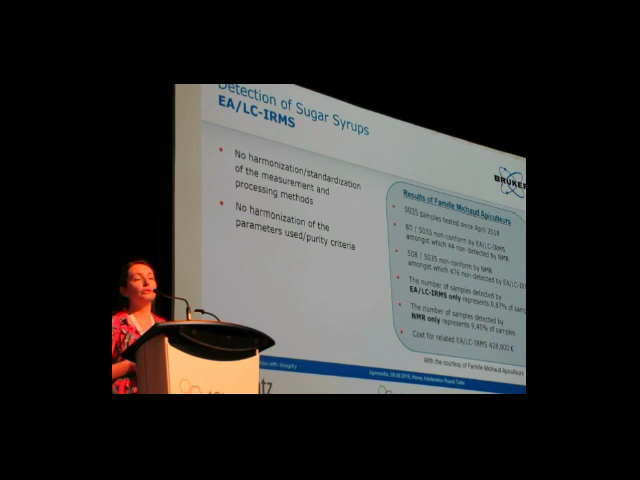 Detection of Sugar Syrups
EA/LC-IRMS
No harmonization/standardization
of the measurement and
processing methods
No harmonization of the
parameters used/purity criteria
BRUKER
Results of Famille Michaud Apiculteurs
5035 samples tested since April 2018
80 / 5035 non-conform by EA/LC-IRMS
amongst which 44 non-detected by NMR
508 / 5035 non-conform by NMR
amongst which 476 non-detected by EA/LC-IR
The number of samples detected by
EA/LC-IRMS only represents 0,87% of sam
The number of samples detected by
NMR only represents 9,45% of samples
Cost for related EA/LC-IRMS 428,000 €
With the courtesy of Famille Michaud Apiculteurs
with Integrity